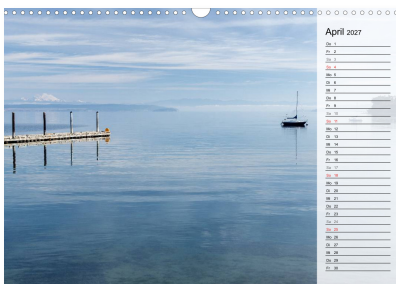 April 2027
Do 1
Fr 2
Sa 3
So 4
Mo 5
Di 6
Mi 7
Do 8
Fr 9
Sa 10
So 11
Mo 12
Di 13
Mi 14
Do 15
Fr 16
Sa 17
So 18
Mo 19
Di 20
Mi 21
Do 22
Fr 23
Sa 24
So 25
Mo 26
Di 27
Mi 28
Do 29
Fr 30